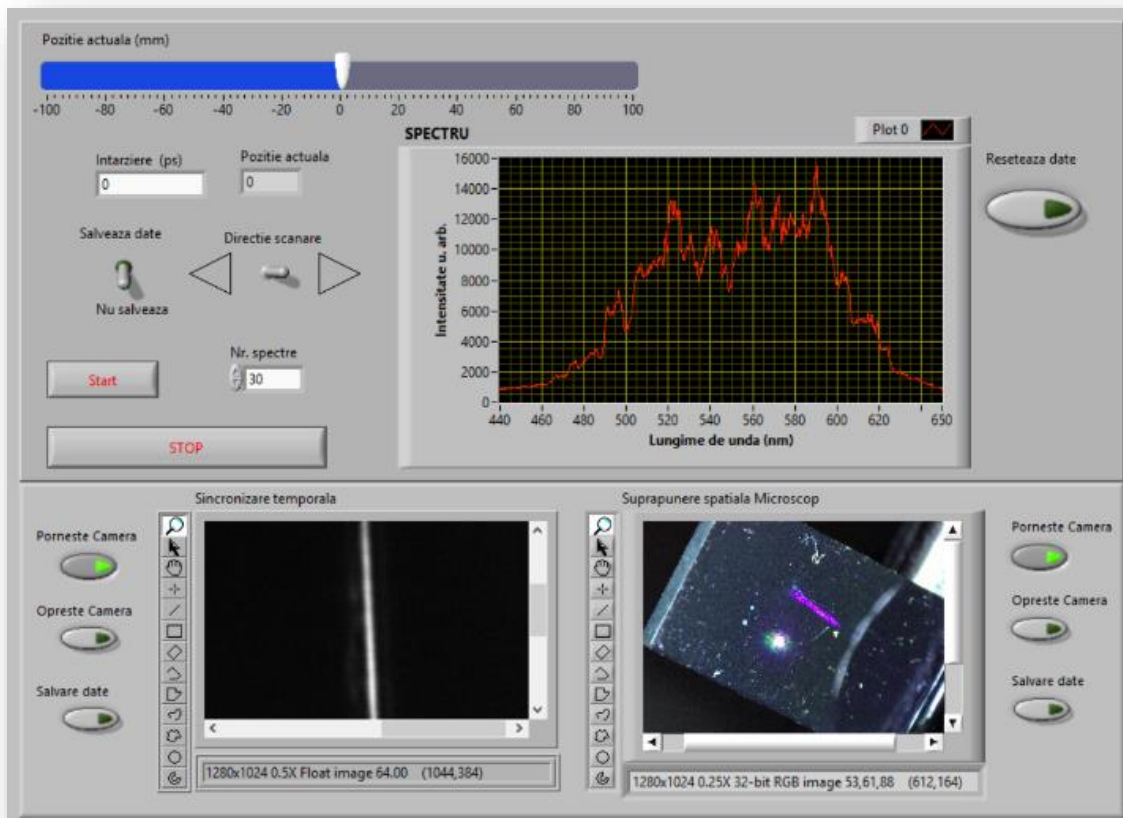 Pozitie actuala (mm)
-100 -80 -60 -40 -20 0 20 40 60 80 100
SPECTRU
Plot 0
Intarziere (ps)
0
Pozitie actuala
0
Reseteaza date
Salveaza date
Nu salveaza
Directie scanare
Nr. spectre
30
Start
STOP
Intensitate u. arb.
16000
14000
12000
10000
8000
6000
4000
2000
0
440 460 480 500 520 540 560 580 600 620 650
Lungime de unda (nm)
Sincronizare temporala
Porneste Camera
Opreste Camera
Salvare date
1280x1024 0.5X Float image 64.00 (1044,384)
Suprapunere spatiala Microscop
Porneste Camera
Opreste Camera
Salvare date
1280x1024 0.25X 32-bit RGB image 53,61,88 (612,164)